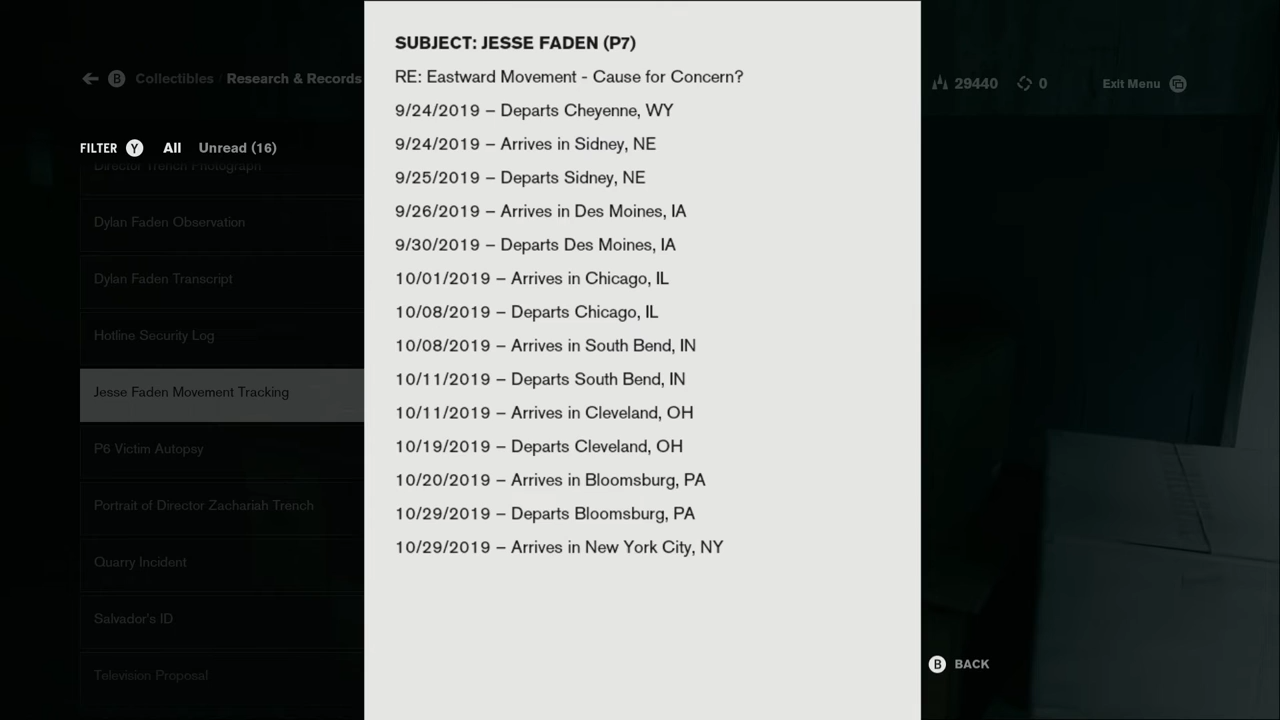 SUBJECT: JESSE FADEN (P7)
RE: Eastward Movement - Cause for Concern?
9/24/2019 – Departs Cheyenne, WY
9/24/2019 – Arrives in Sidney, NE
9/25/2019 – Departs Sidney, NE
9/26/2019 – Arrives in Des Moines, IA
9/30/2019 – Departs Des Moines, IA
10/01/2019 – Arrives in Chicago, IL
10/08/2019 – Departs Chicago, IL
10/08/2019 – Arrives in South Bend, IN
10/11/2019 – Departs South Bend, IN
10/11/2019 – Arrives in Cleveland, OH
10/19/2019 – Departs Cleveland, OH
10/20/2019 – Arrives in Bloomsburg, PA
10/29/2019 – Departs Bloomsburg, PA
10/29/2019 – Arrives in New York City, NY
B Collectibles / Research & Records
29440 0 Exit Menu
FILTER Y All Unread (16)
Director Trench Photograph
Dylan Faden Observation
Dylan Faden Transcript
Hotline Security Log
Jesse Faden Movement Tracking
P6 Victim Autopsy
Portrait of Director Zachariah Trench
Quarry Incident
Salvador's ID
Television Proposal
B BACK